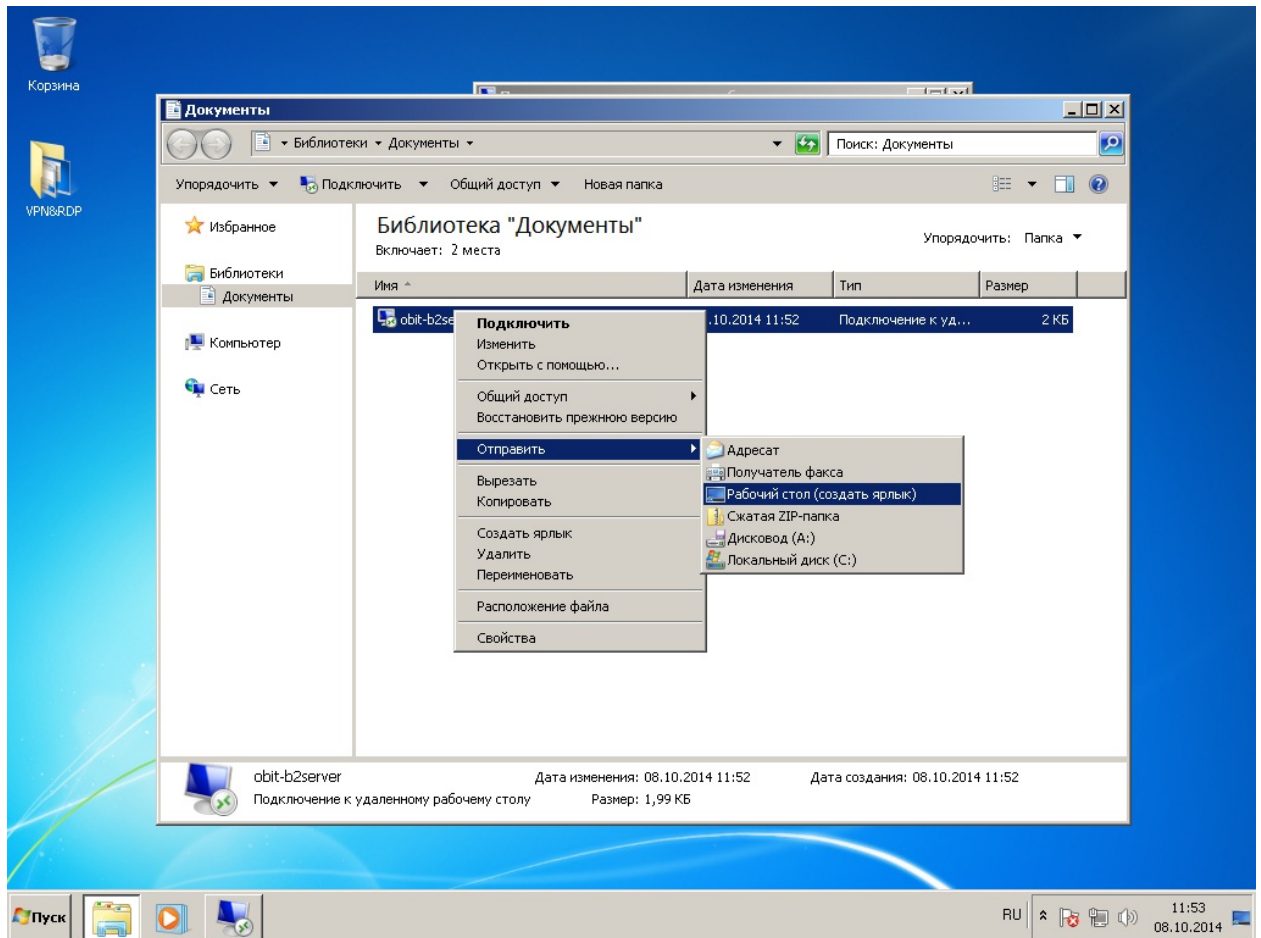 Корзина
VPN&RDP
Документы
Библиотеки Документы
Поиск: Документы
Упорядочить Подключить Общий доступ Новая папка
Избранное
Библиотеки
Документы
Компьютер
Сеть
Библиотека "Документы"
Включает: 2 места
Упорядочить: Папка
Имя Дата изменения Тип Размер
obit-b2se .10.2014 11:52 Подключение к уд... 2 КБ
Подключить
Изменить
Открыть с помощью...
Общий доступ
Восстановить прежнюю версию
Отправить
Вырезать
Копировать
Создать ярлык
Удалить
Переименовать
Расположение файла
Свойства
Адресат
Получатель факса
Рабочий стол (создать ярлык)
Сжатая ZIP-папка
Дисковод (A:)
Локальный диск (C:)
obit-b2server Дата изменения: 08.10.2014 11:52 Дата создания: 08.10.2014 11:52
Подключение к удаленному рабочему столу Размер: 1,99 КБ
Пуск
RU
11:53
08.10.2014